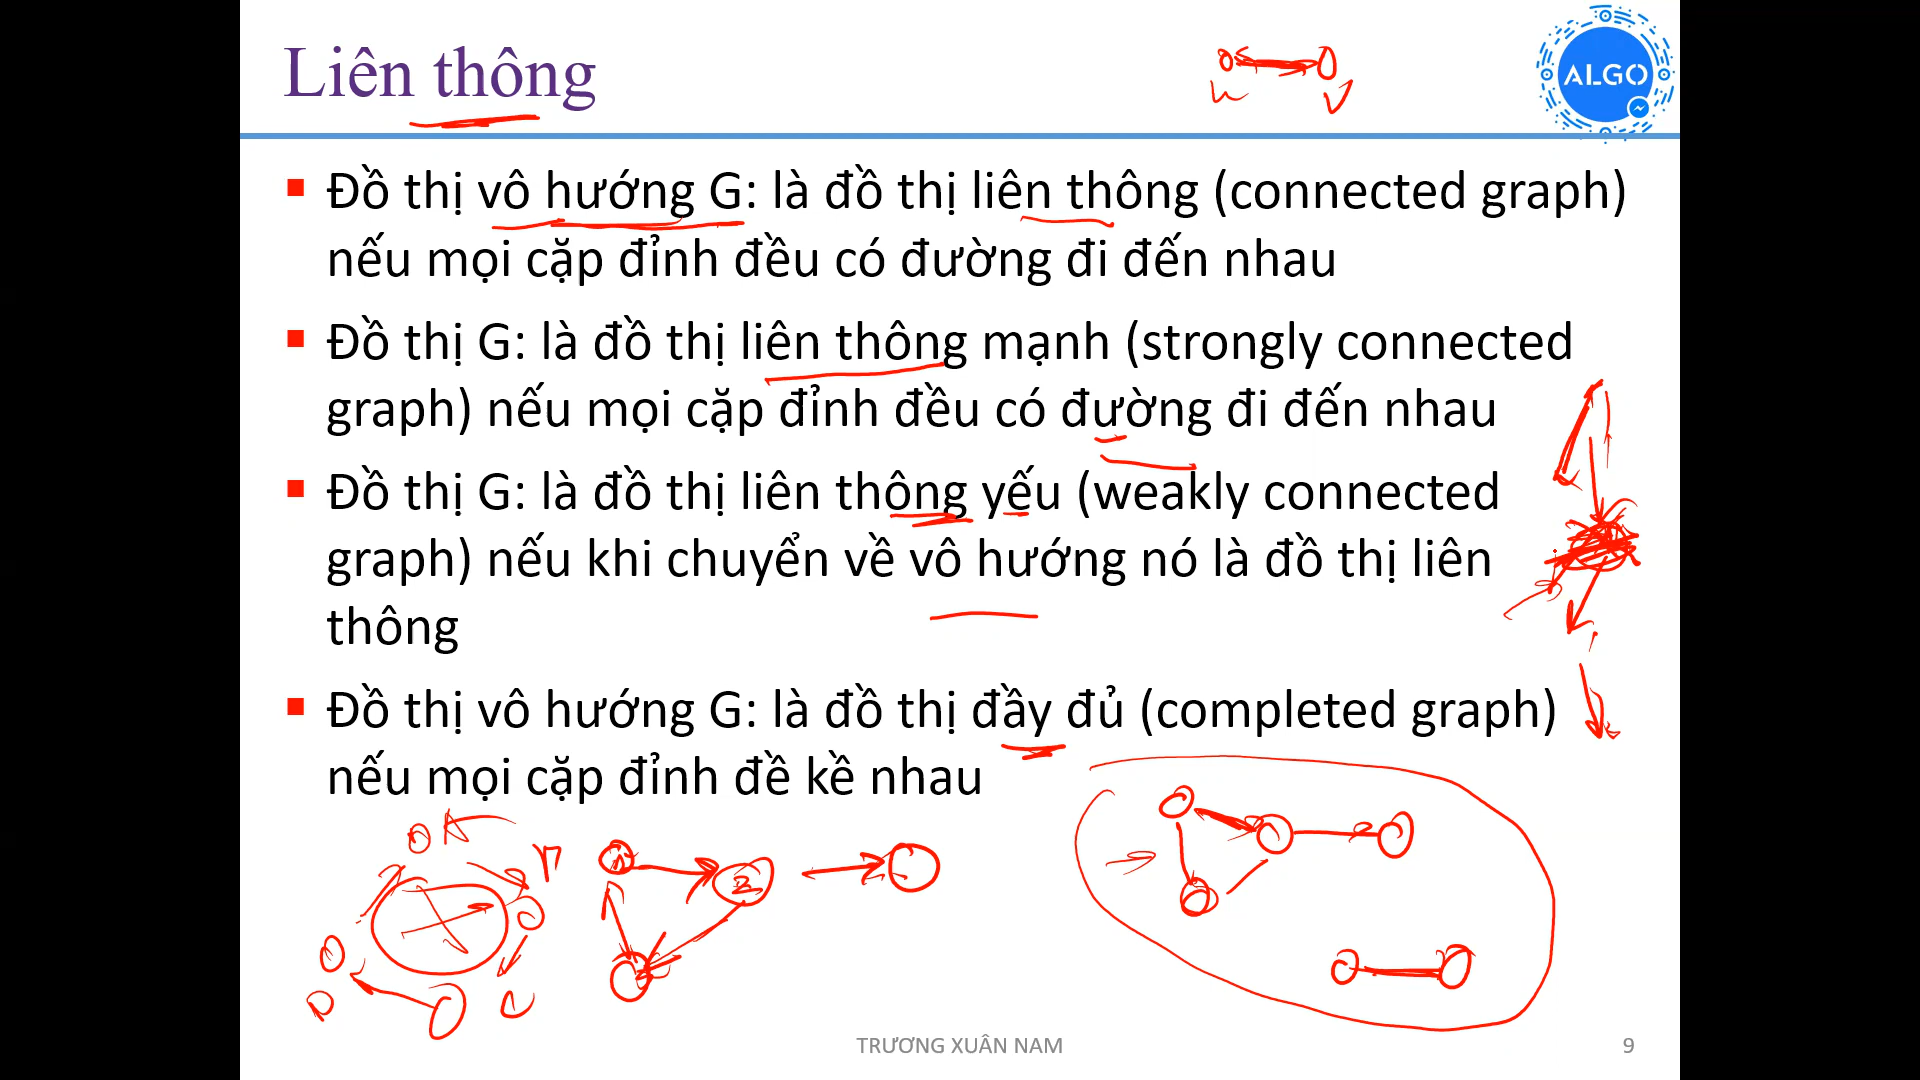 Liên thông
ALGO
Đồ thị vô hướng G: là đồ thị liên thông (connected graph)
nếu mọi cặp đỉnh đều có đường đi đến nhau
Đồ thị G: là đồ thị liên thông mạnh (strongly connected
graph) nếu mọi cặp đỉnh đều có đường đi đến nhau
Đồ thị G: là đồ thị liên thông yếu (weakly connected
graph) nếu khi chuyển về vô hướng nó là đồ thị liên
thông
Đồ thị vô hướng G: là đồ thị đầy đủ (completed graph)
nếu mọi cặp đỉnh đề kề nhau
TRƯƠNG XUÂN NAM
9